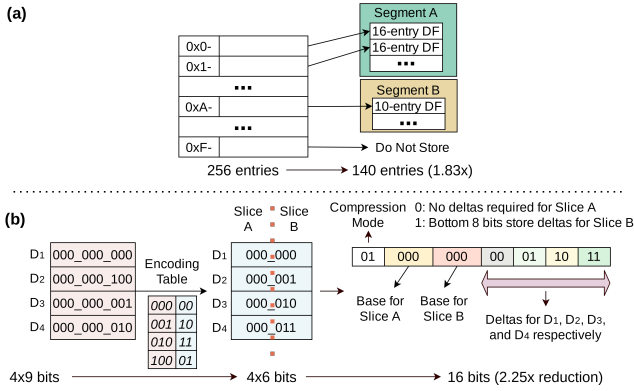 (a)
Segment A
0x0-
16-entry DF
0x1-
16-entry DF
...
...
Segment B
0xA-
10-entry DF
...
...
0xF-
Do Not Store
256 entries
140 entries (1.83x)
(b)
Slice A
Slice B
Compression Mode
0: No deltas required for Slice A
1: Bottom 8 bits store deltas for Slice B
D1 000_000_000
D2 000_000_100
D3 000_000_001
D4 000_000_010
Encoding
Table
000 00
001 10
010 11
100 01
D1 000_000
D2 000_001
D3 000_010
D4 000_011
01 000 000 00 01 10 11
Base for
Slice A
Base for
Slice B
Deltas for D1, D2, D3,
and D4 respectively
4x9 bits
4x6 bits
16 bits (2.25x reduction)